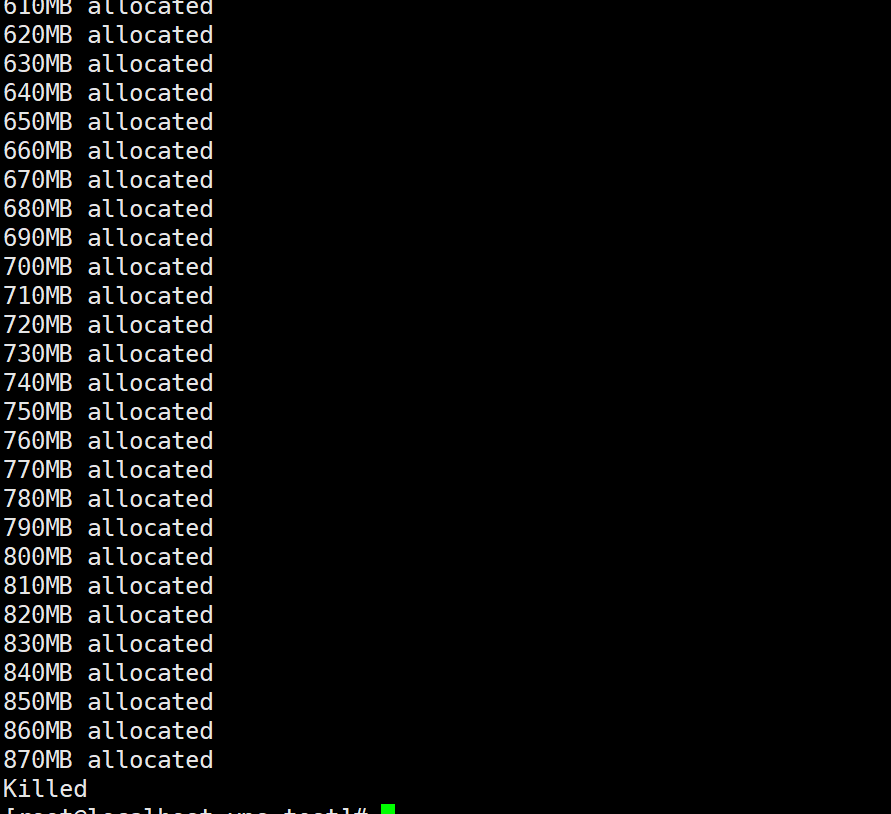 610MB allocated
620MB allocated
630MB allocated
640MB allocated
650MB allocated
660MB allocated
670MB allocated
680MB allocated
690MB allocated
700MB allocated
710MB allocated
720MB allocated
730MB allocated
740MB allocated
750MB allocated
760MB allocated
770MB allocated
780MB allocated
790MB allocated
800MB allocated
810MB allocated
820MB allocated
830MB allocated
840MB allocated
850MB allocated
860MB allocated
870MB allocated
Killed
[root@localhost